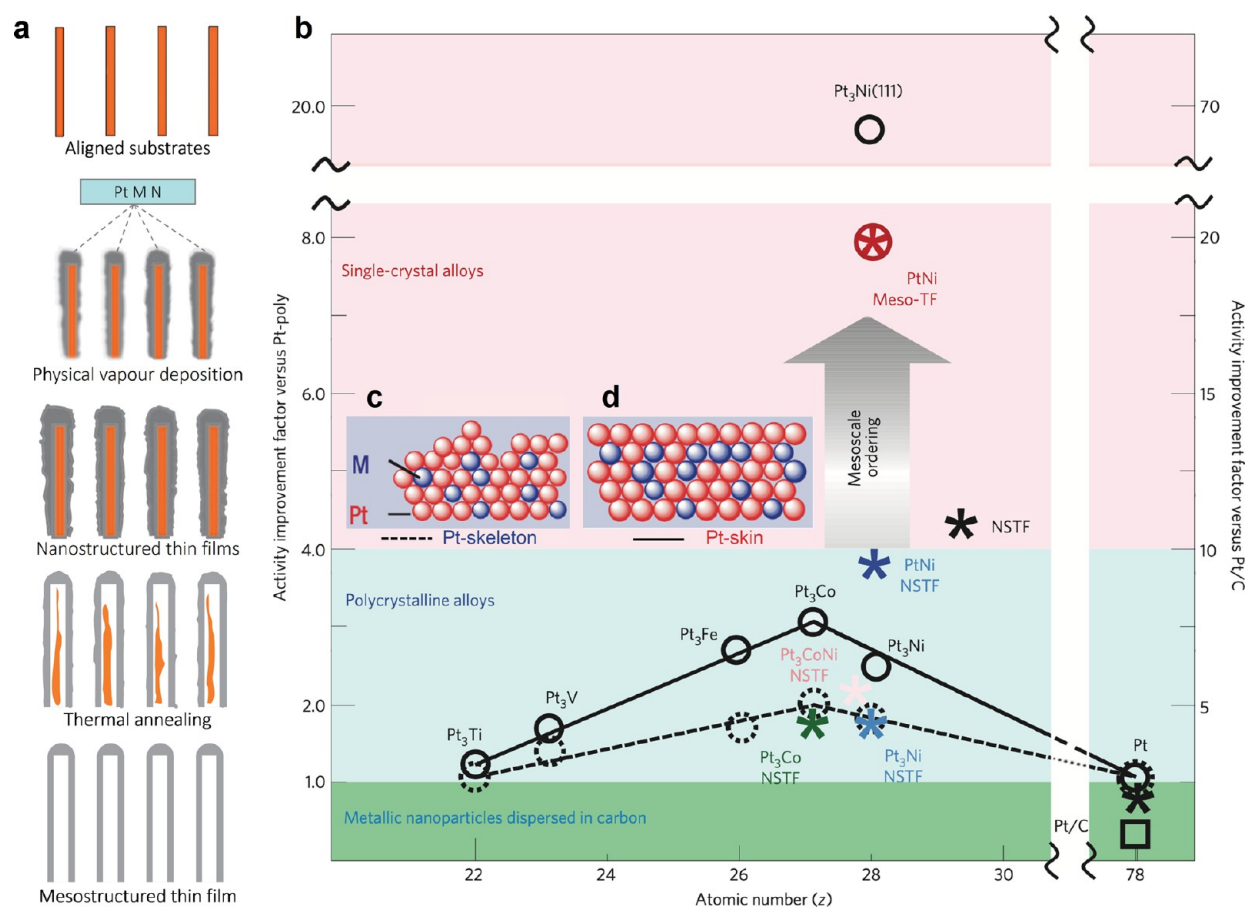 a
Aligned substrates
Pt M N
Physical vapour deposition
Nanostructured thin films
Thermal annealing
Mesostructured thin film
b
Activity improvement factor versus Pt-poly
20.0
8.0
6.0
4.0
2.0
1.0
Pt₃Ni(111)
70
20
15
10
5
Activity improvement factor versus Pt/C
Single-crystal alloys
PtNi
Meso-TF
Mesoscale
ordering
c
M
Pt
Pt-skeleton
d
Pt-skin
NSTF
PtNi
NSTF
Polycrystalline alloys
Pt₃Co
Pt₃Fe
Pt₃Ni
Pt₃CoNi
NSTF
Pt₃V
Pt₃Ti
Pt₃Co
NSTF
Pt₃Ni
NSTF
Pt
Metallic nanoparticles dispersed in carbon
Pt/C
22
24
26
28
30
78
Atomic number (z)